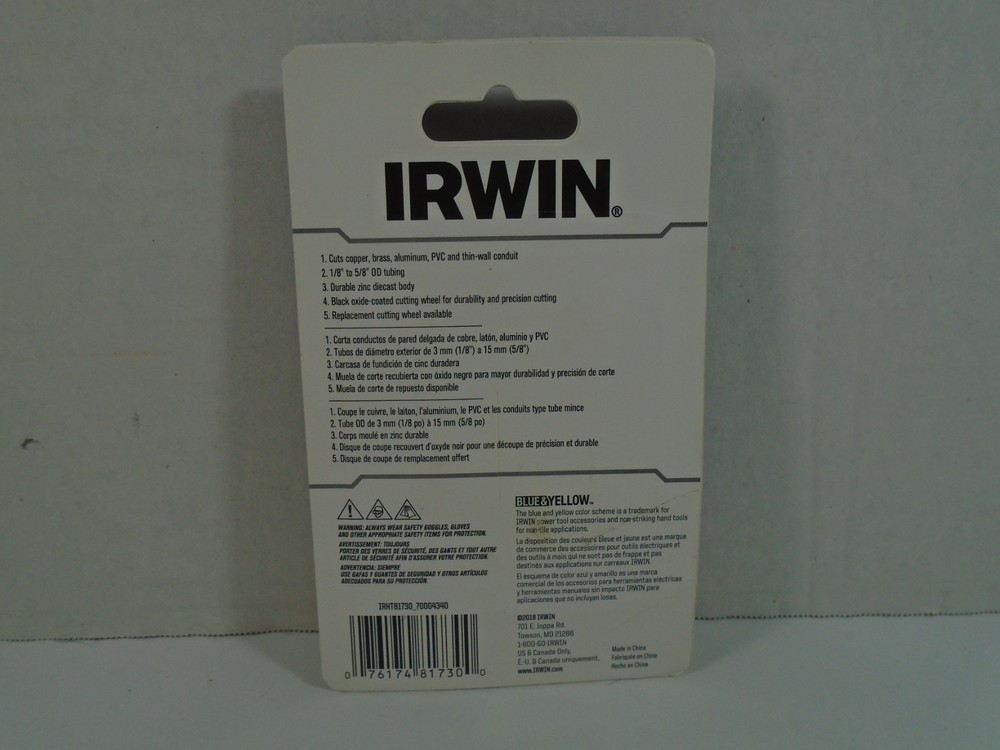 IRWIN®
1. Cuts copper, brass, aluminum, PVC and thin-wall conduit
2. 1/8" to 5/8" OD tubing
3. Durable zinc diecast body
4. Black oxide-coated cutting wheel for durability and precision cutting
5. Replacement cutting wheel available
1. Corta conductos de pared delgada de cobre, latón, aluminio y PVC
2. Tubos de diámetro exterior de 3 mm (1/8") a 15 mm (5/8")
3. Carcasa de fundición de cinc duradera
4. Muela de corte recubierta con óxido negro para mayor durabilidad y precisión de corte
5. Muela de corte de repuesto disponible
1. Coupe le cuivre, le laiton, l'aluminium, le PVC et les conduits type tube mince
2. Tube OD de 3 mm (1/8 po) à 15 mm (5/8 po)
3. Corps moulé en zinc durable
4. Disque de coupe recouvert d'oxyde noir pour une découpe de précision et durable
5. Disque de coupe de remplacement offert
WARNING: ALWAYS WEAR SAFETY GOGGLES, GLOVES
AND OTHER APPROPRIATE SAFETY ITEMS FOR PROTECTION.
AVERTISSEMENT: TOUJOURS
PORTER DES VERRES DE SÉCURITÉ, DES GANTS ET TOUT AUTRE
ARTICLE DE SÉCURITÉ AFIN D'ASSURER VOTRE PROTECTION.
ADVERTENCIA: SIEMPRE
USE GAFAS Y GUANTES DE SEGURIDAD Y OTROS ARTÍCULOS
ADECUADOS PARA SU PROTECCIÓN.
IRHT81730_70004340
0 76174 81730 0
BLUE&YELLOW™
The blue and yellow color scheme is a trademark for
IRWIN power tool accessories and non-striking hand tools
for non-tile applications.
La disposition des couleurs bleue et jaune est une marque
de commerce des accessoires pour outils électriques et
des outils à main qui ne sont pas de frappe et pas
destinés aux applications sur carreaux IRWIN.
El esquema de color azul y amarillo es una marca
comercial de los accesorios para herramientas eléctricas
y herramientas manuales sin impacto IRWIN para
aplicaciones que no incluyan losas.
©2018 IRWIN
701 E. Joppa Rd.
Towson, MD 21286
1-800-GO-IRWIN
US & Canada Only.
É.-U. & Canada uniquement.
www.IRWIN.com
Made in China
Fabriquée en Chine
Hecho en China